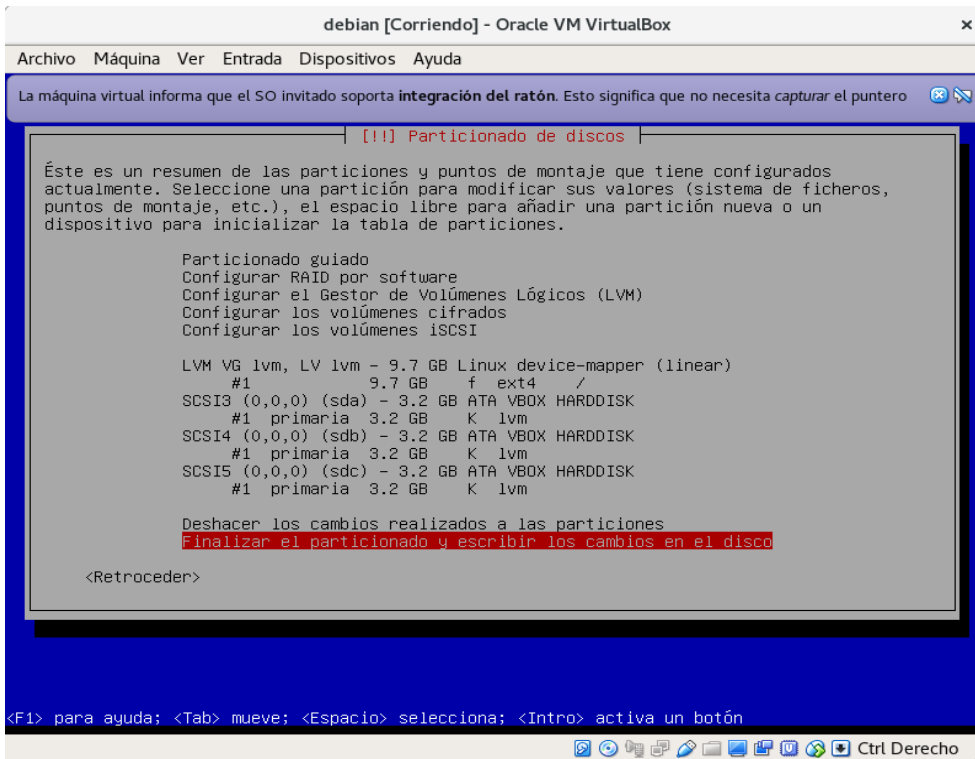 debian [Corriendo] - Oracle VM VirtualBox
Archivo Máquina Ver Entrada Dispositivos Ayuda
La máquina virtual informa que el SO invitado soporta integración del ratón. Esto significa que no necesita capturar el puntero
[!!] Particionado de discos
Éste es un resumen de las particiones y puntos de montaje que tiene configurados
actualmente. Seleccione una partición para modificar sus valores (sistema de ficheros,
puntos de montaje, etc.), el espacio libre para añadir una partición nueva o un
dispositivo para inicializar la tabla de particiones.
Particionado guiado
Configurar RAID por software
Configurar el Gestor de Volúmenes Lógicos (LVM)
Configurar los volúmenes cifrados
Configurar los volúmenes iSCSI
LVM VG lvm, LV lvm - 9.7 GB Linux device-mapper (linear)
#1 9.7 GB f ext4 /
SCSI3 (0,0,0) (sda) - 3.2 GB ATA VBOX HARDDISK
#1 primaria 3.2 GB K lvm
SCSI4 (0,0,0) (sdb) - 3.2 GB ATA VBOX HARDDISK
#1 primaria 3.2 GB K lvm
SCSI5 (0,0,0) (sdc) - 3.2 GB ATA VBOX HARDDISK
#1 primaria 3.2 GB K lvm
Deshacer los cambios realizados a las particiones
Finalizar el particionado y escribir los cambios en el disco
<Retroceder>
<F1> para ayuda; <Tab> mueve; <Espacio> selecciona; <Intro> activa un botón
Ctrl Derecho